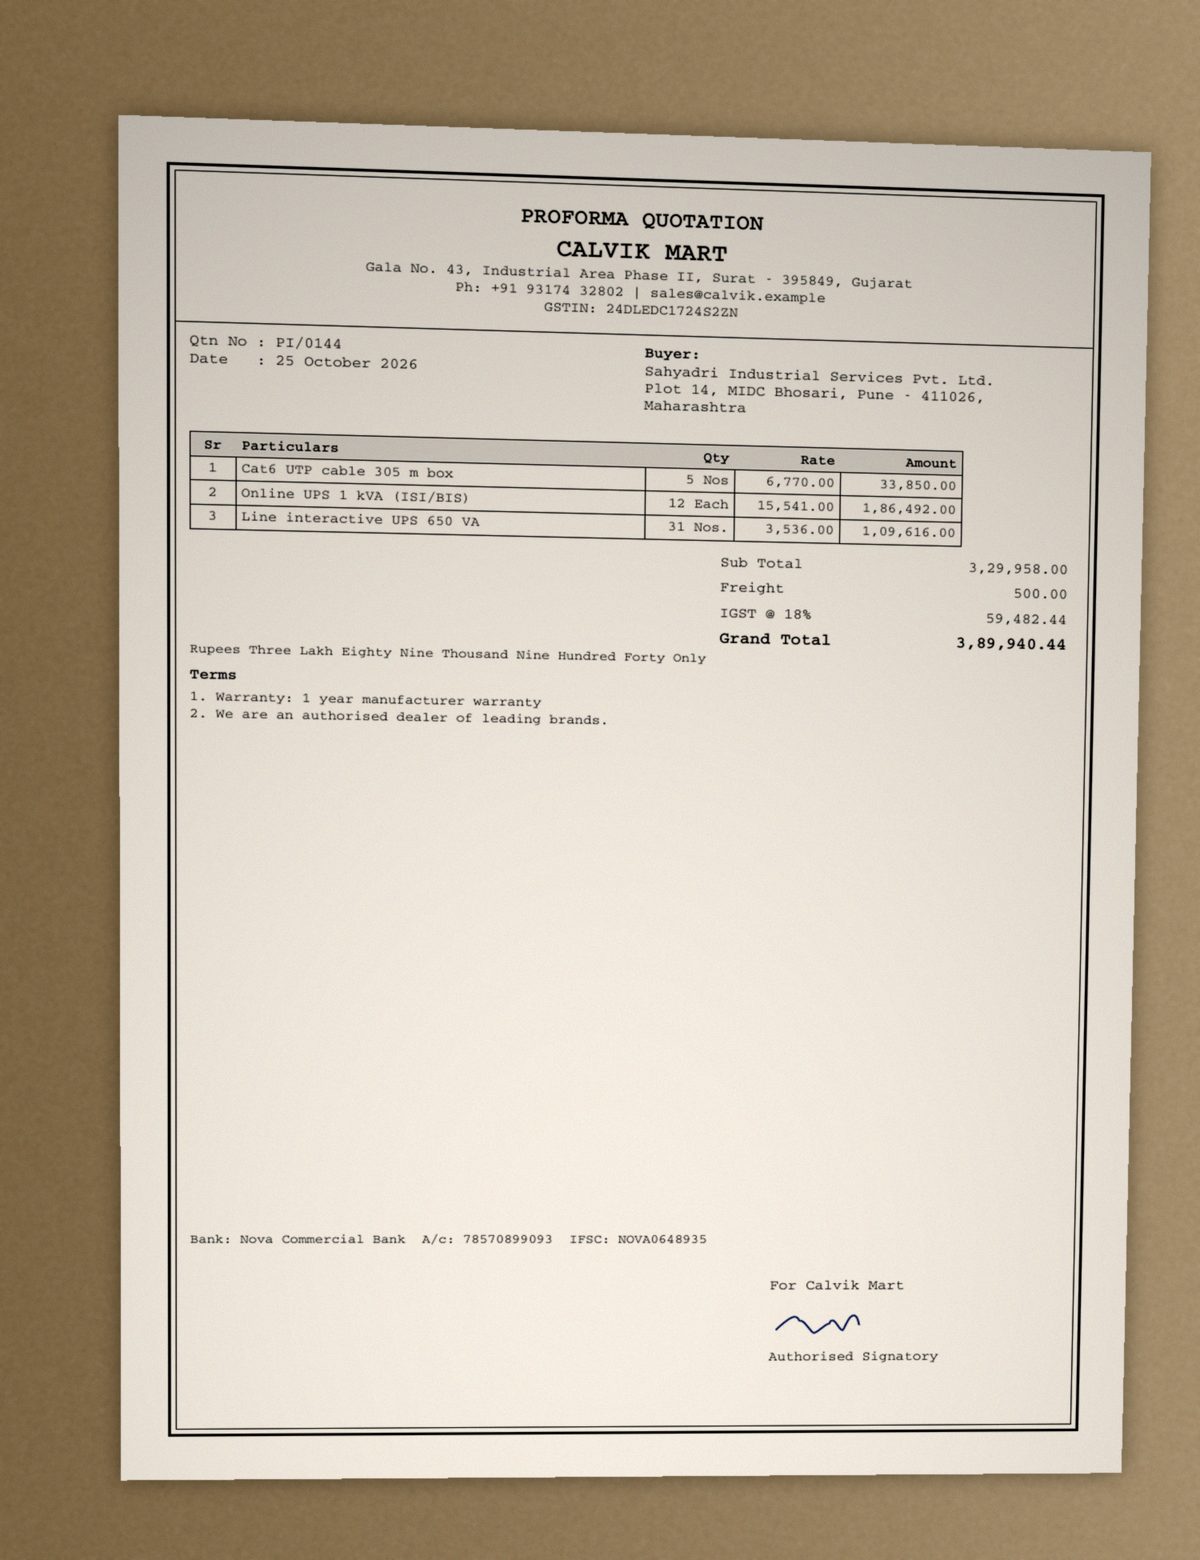 PROFORMA QUOTATION
CALVIK MART
Gala No. 43, Industrial Area Phase II, Surat - 395849, Gujarat
Ph: +91 93174 32802 | sales@calvik.example
GSTIN: 24DLEDC1724S2ZN
Qtn No : PI/0144
Date : 25 October 2026
Buyer:
Sahyadri Industrial Services Pvt. Ltd.
Plot 14, MIDC Bhosari, Pune - 411026,
Maharashtra
Sr Particulars Qty Rate Amount
1 Cat6 UTP cable 305 m box 5 Nos 6,770.00 33,850.00
2 Online UPS 1 kVA (ISI/BIS) 12 Each 15,541.00 1,86,492.00
3 Line interactive UPS 650 VA 31 Nos. 3,536.00 1,09,616.00
Sub Total 3,29,958.00
Freight 500.00
IGST @ 18% 59,482.44
Grand Total 3,89,940.44
Rupees Three Lakh Eighty Nine Thousand Nine Hundred Forty Only
Terms
1. Warranty: 1 year manufacturer warranty
2. We are an authorised dealer of leading brands.
Bank: Nova Commercial Bank A/c: 78570899093 IFSC: NOVA0648935
For Calvik Mart
Authorised Signatory